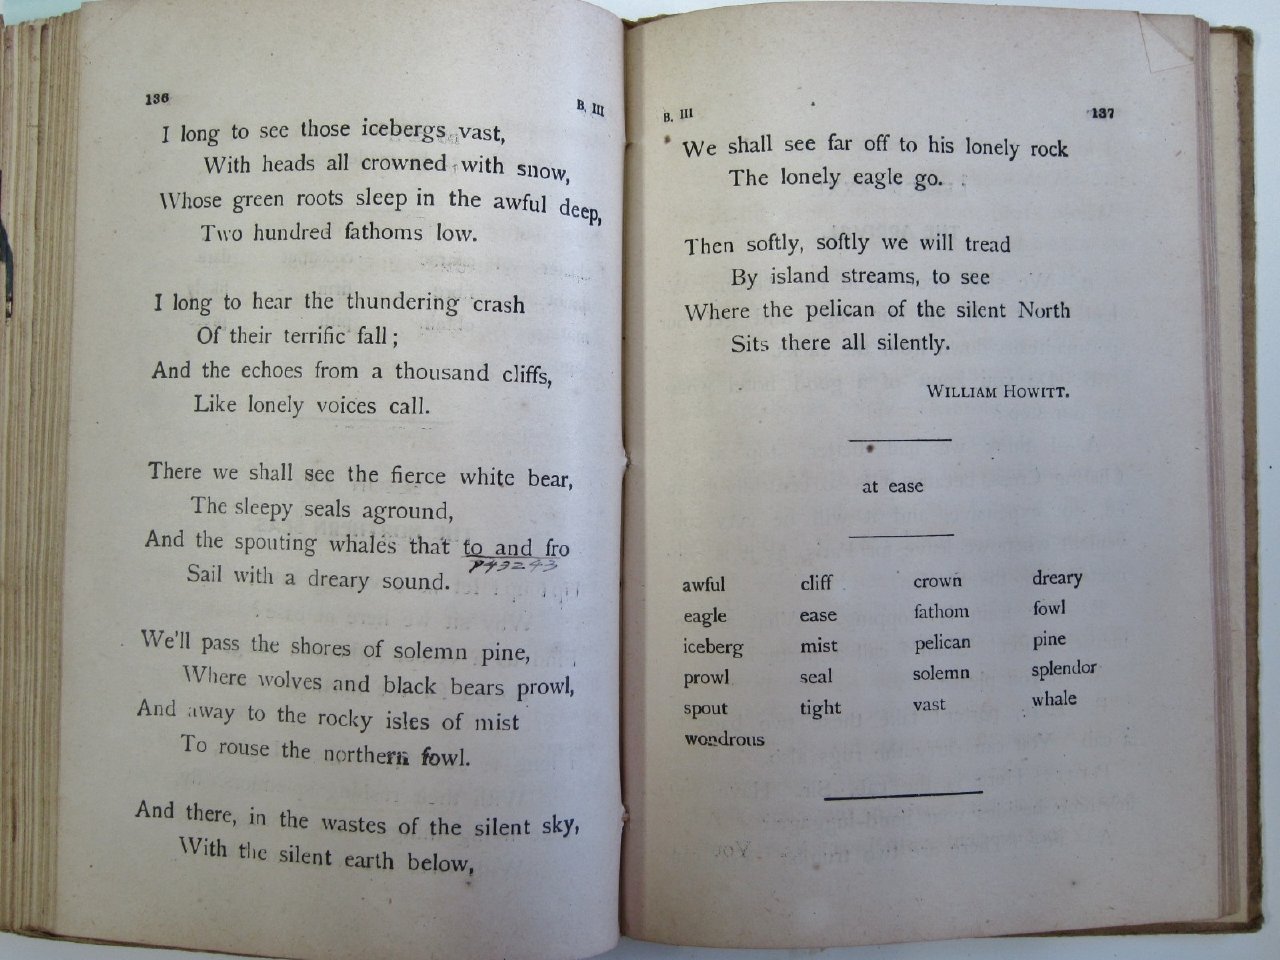 136
B. III
I long to see those icebergs vast,
With heads all crowned with snow,
Whose green roots sleep in the awful deep,
Two hundred fathoms low.
I long to hear the thundering crash
Of their terrific fall;
And the echoes from a thousand cliffs,
Like lonely voices call.
There we shall see the fierce white bear,
The sleepy seals aground,
And the spouting whales that to and fro
Sail with a dreary sound.
We'll pass the shores of solemn pine,
Where wolves and black bears prowl,
And away to the rocky isles of mist
To rouse the northern fowl.
And there, in the wastes of the silent sky,
With the silent earth below,
B. III
137
We shall see far off to his lonely rock
The lonely eagle go.
Then softly, softly we will tread
By island streams, to see
Where the pelican of the silent North
Sits there all silently.
WILLIAM HOWITT.
at ease
awful cliff crown dreary
eagle ease fathom fowl
iceberg mist pelican pine
prowl seal solemn splendor
spout tight vast whale
wondrous